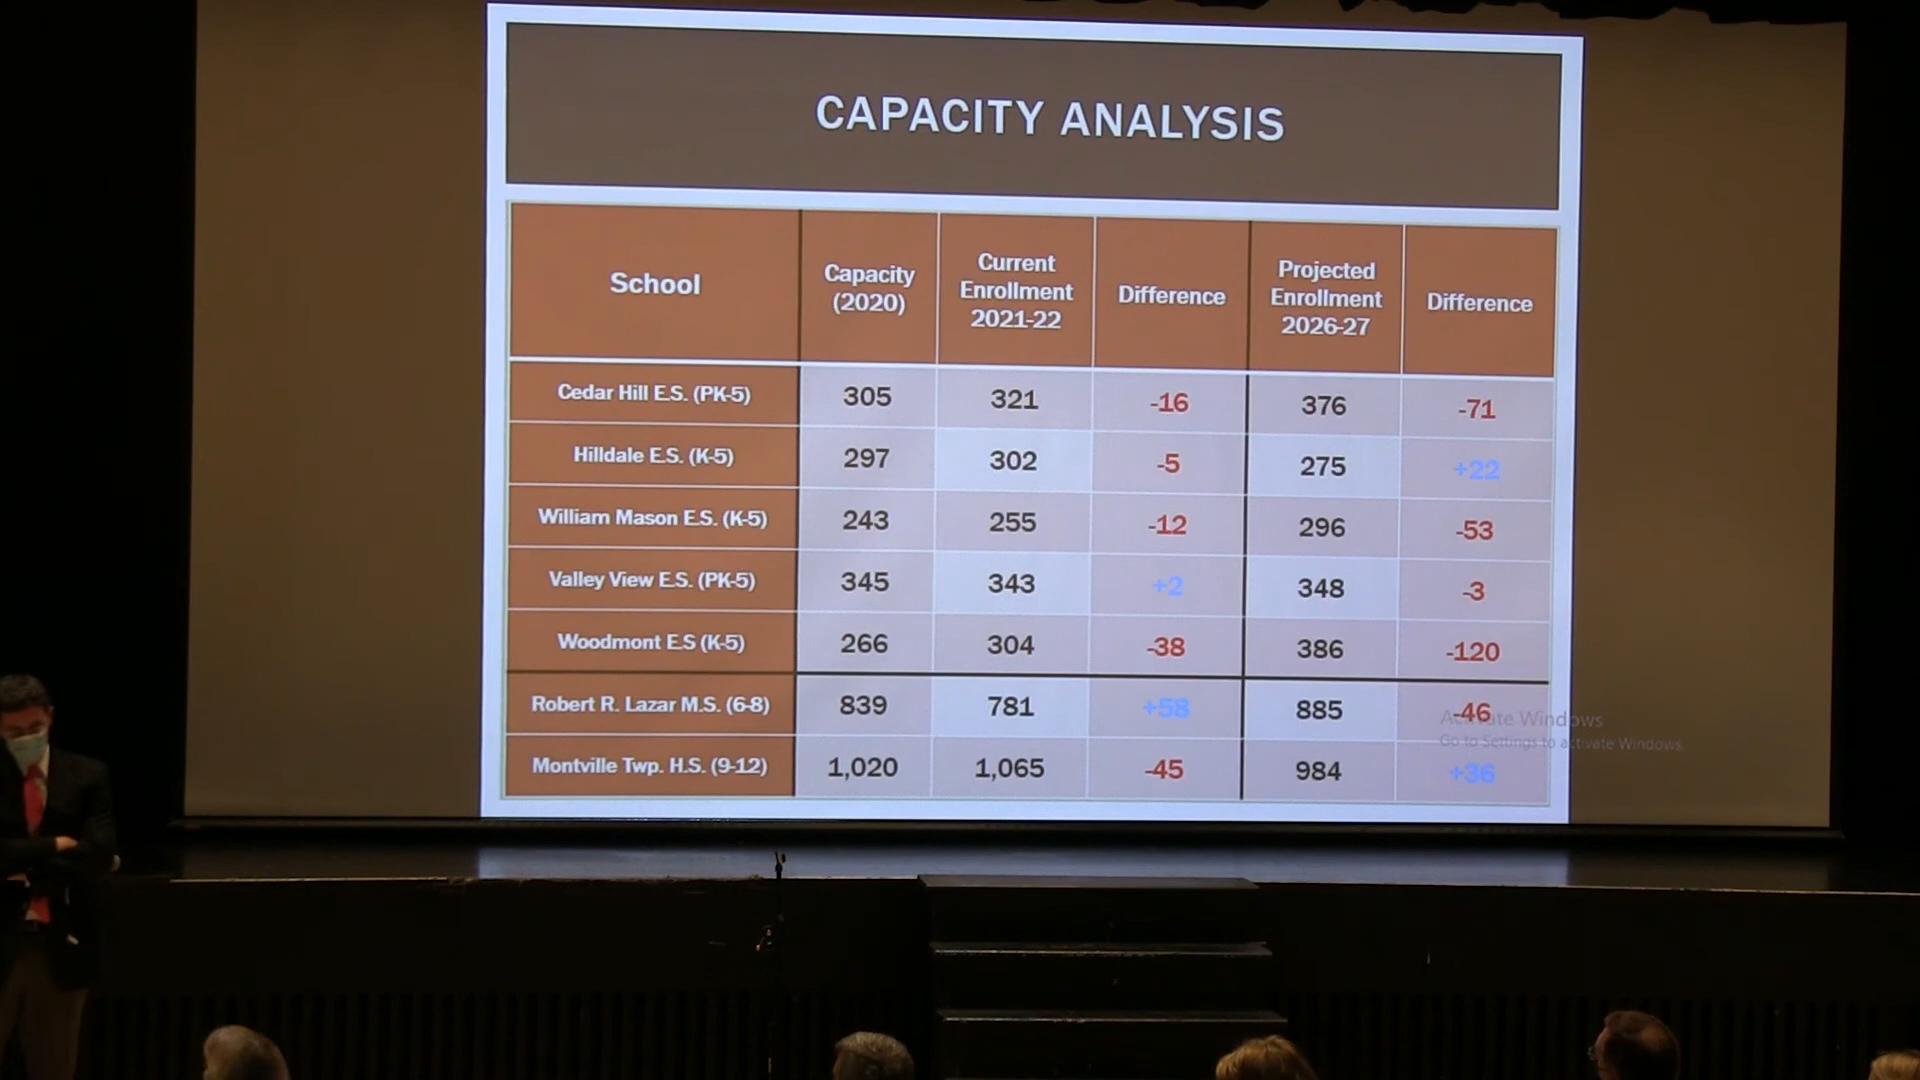 CAPACITY ANALYSIS
School
Capacity
(2020)
Current
Enrollment
2021-22
Difference
Projected
Enrollment
2026-27
Difference
Cedar Hill E.S. (PK-5) 305 321 -16 376 -71
Hilldale E.S. (K-5) 297 302 -5 275 +22
William Mason E.S. (K-5) 243 255 -12 296 -53
Valley View E.S. (PK-5) 345 343 +2 348 -3
Woodmont E.S (K-5) 266 304 -38 386 -120
Robert R. Lazar M.S. (6-8) 839 781 +58 885 -46
Montville Twp. H.S. (9-12) 1,020 1,065 -45 984 +36
Activate Windows
Go to Settings to activate Windows.